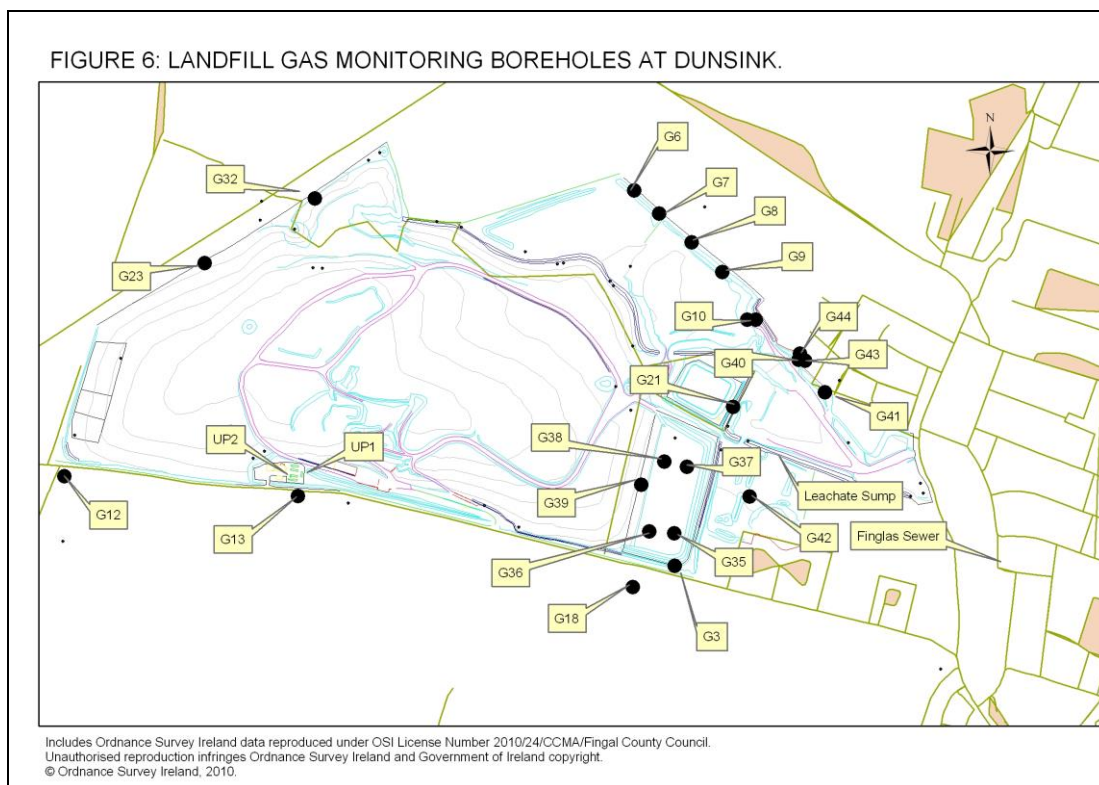 FIGURE 6: LANDFILL GAS MONITORING BOREHOLES AT DUNSINK.
N
G6
G32
G7
G8
G23
G9
G10
G44
G40
G43
G21
G41
G38
UP2
UP1
G37
G39
Leachate Sump
G12
G13
G42
Finglas Sewer
G36
G35
G18
G3
Includes Ordnance Survey Ireland data reproduced under OSI License Number 2010/24/CCMA/Fingal County Council.
Unauthorised reproduction infringes Ordnance Survey Ireland and Government of Ireland copyright.
© Ordnance Survey Ireland, 2010.